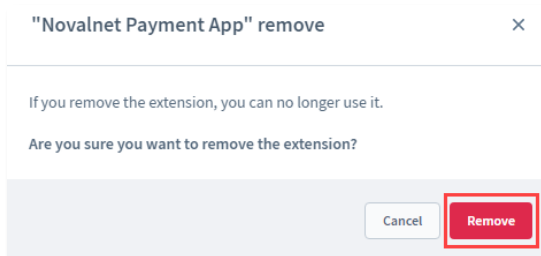 "Novalnet Payment App" remove
If you remove the extension, you can no longer use it.
Are you sure you want to remove the extension?
Cancel Remove